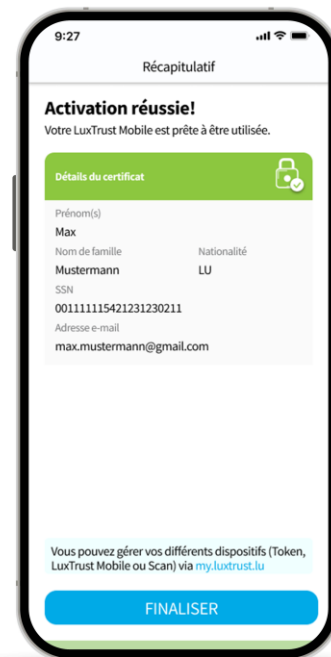 9:27
Récapitulatif
Activation réussie!
Votre LuxTrust Mobile est prête à être utilisée.
Détails du certificat
Prénom(s)
Max
Nom de famille Nationalité
Mustermann LU
SSN
001111115421231230211
Adresse e-mail
max.mustermann@gmail.com
Vous pouvez gérer vos différents dispositifs (Token,
LuxTrust Mobile ou Scan) via my.luxtrust.lu
FINALISER